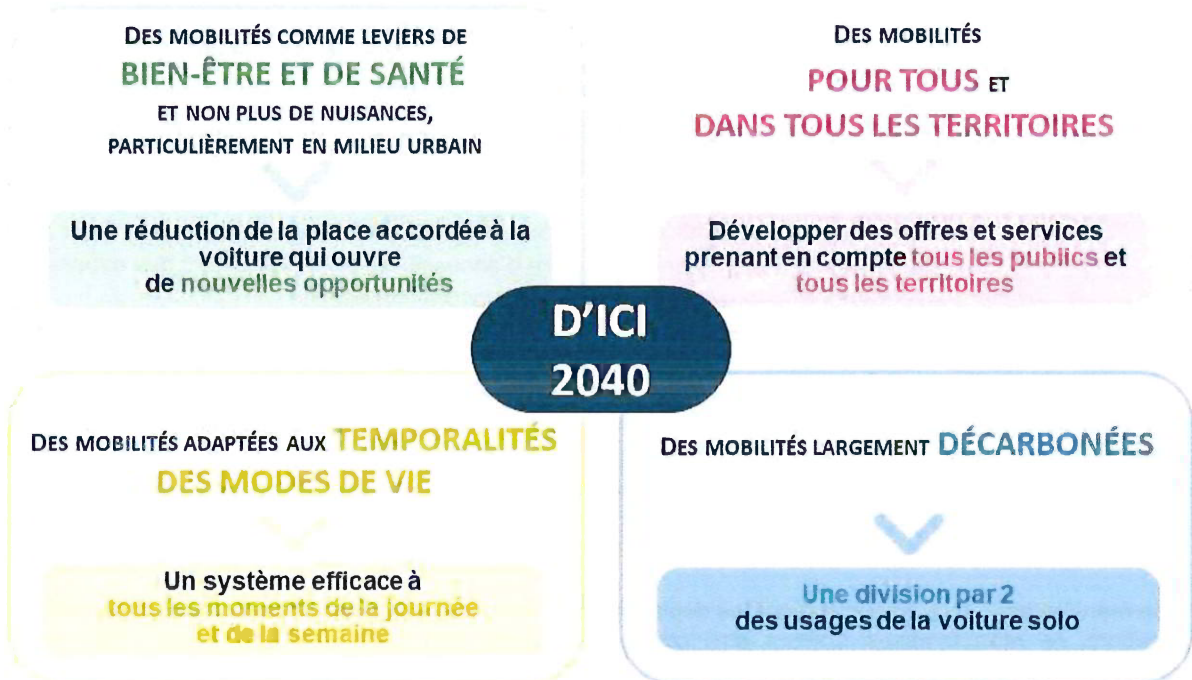 DES MOBILITÉS COMME LEVIERS DE
BIEN-ÊTRE ET DE SANTÉ
ET NON PLUS DE NUISANCES,
PARTICULIÈREMENT EN MILIEU URBAIN
Une réduction de la place accordée à la
voiture qui ouvre
de nouvelles opportunités
DES MOBILITÉS
POUR TOUS ET
DANS TOUS LES TERRITOIRES
Développer des offres et services
prenant en compte tous les publics et
tous les territoires
D'ICI
2040
DES MOBILITÉS ADAPTÉES AUX TEMPORALITÉS
DES MODES DE VIE
Un système efficace à
tous les moments de la journée
et de la semaine
DES MOBILITÉS LARGEMENT DÉCARBONÉES
Une division par 2
des usages de la voiture solo